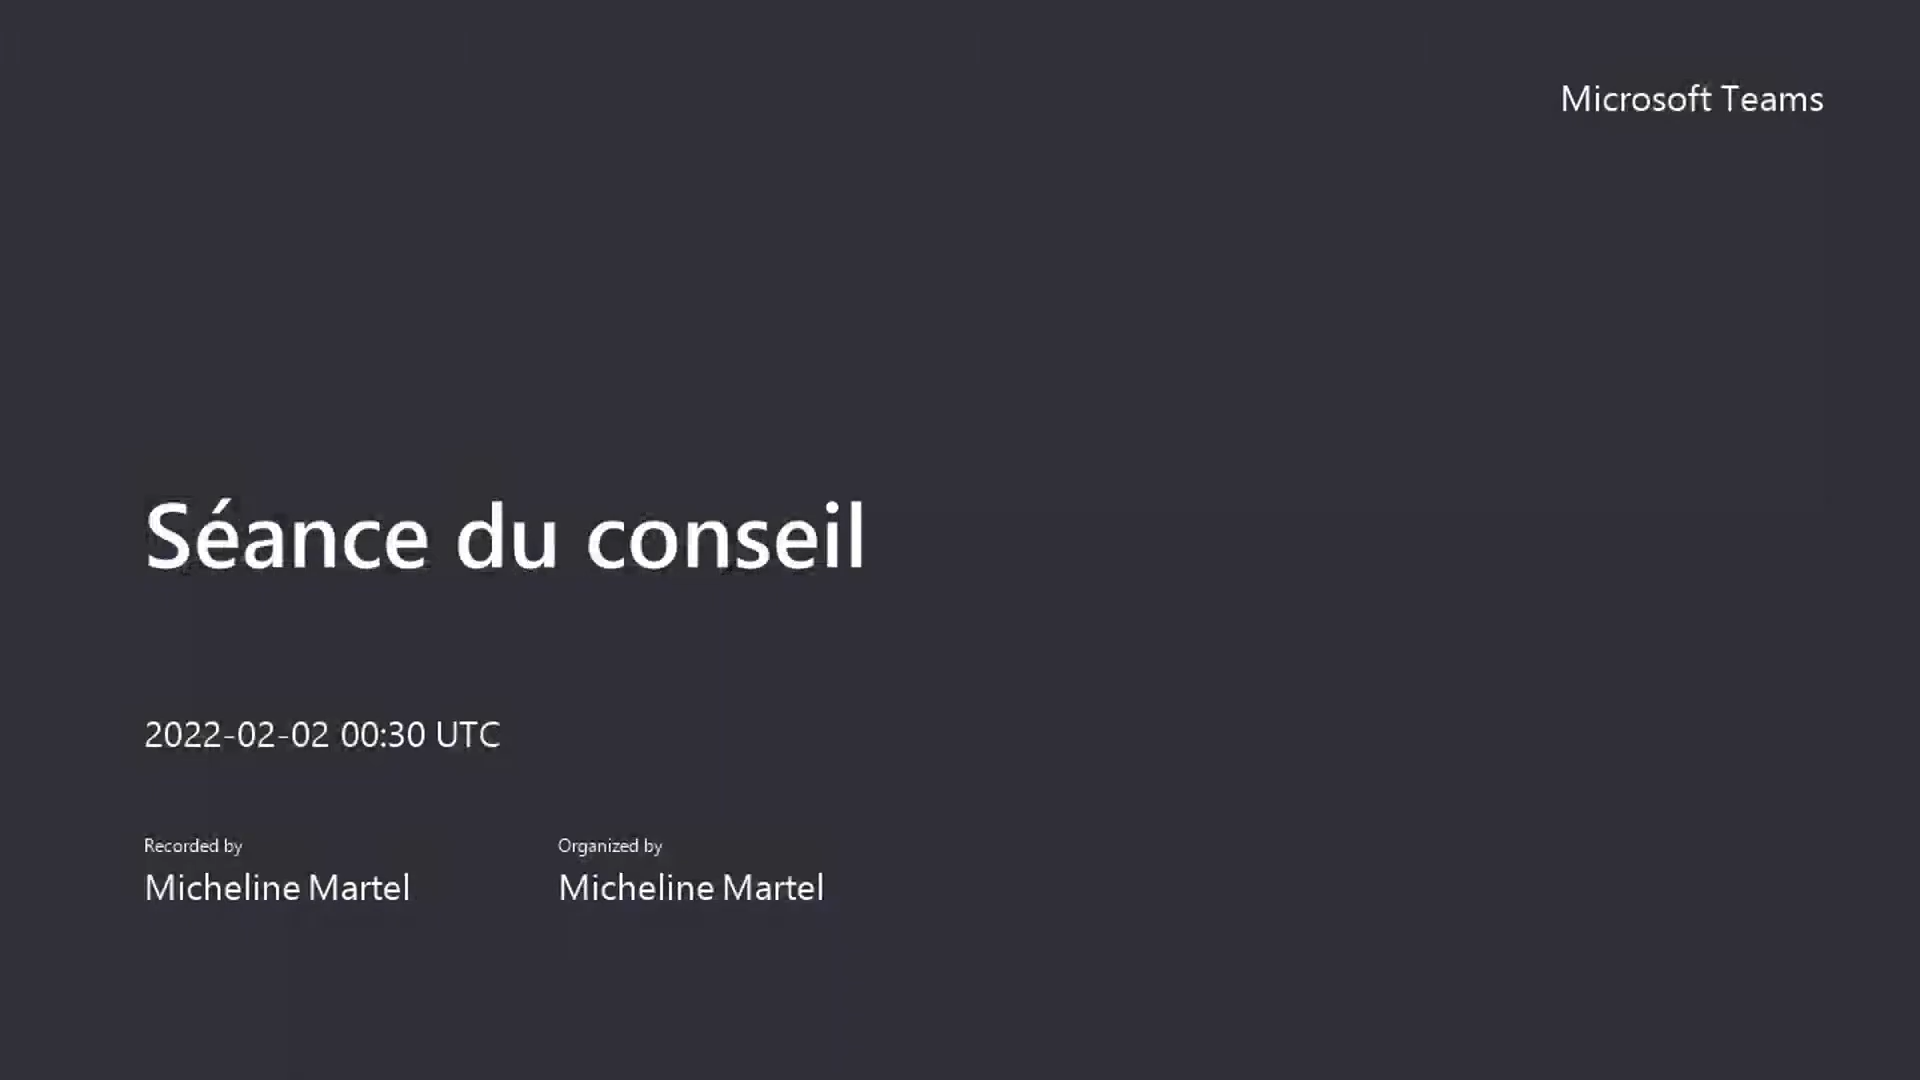 Microsoft Teams
Séance du conseil
2022-02-02 00:30 UTC
Recorded by
Micheline Martel
Organized by
Micheline Martel